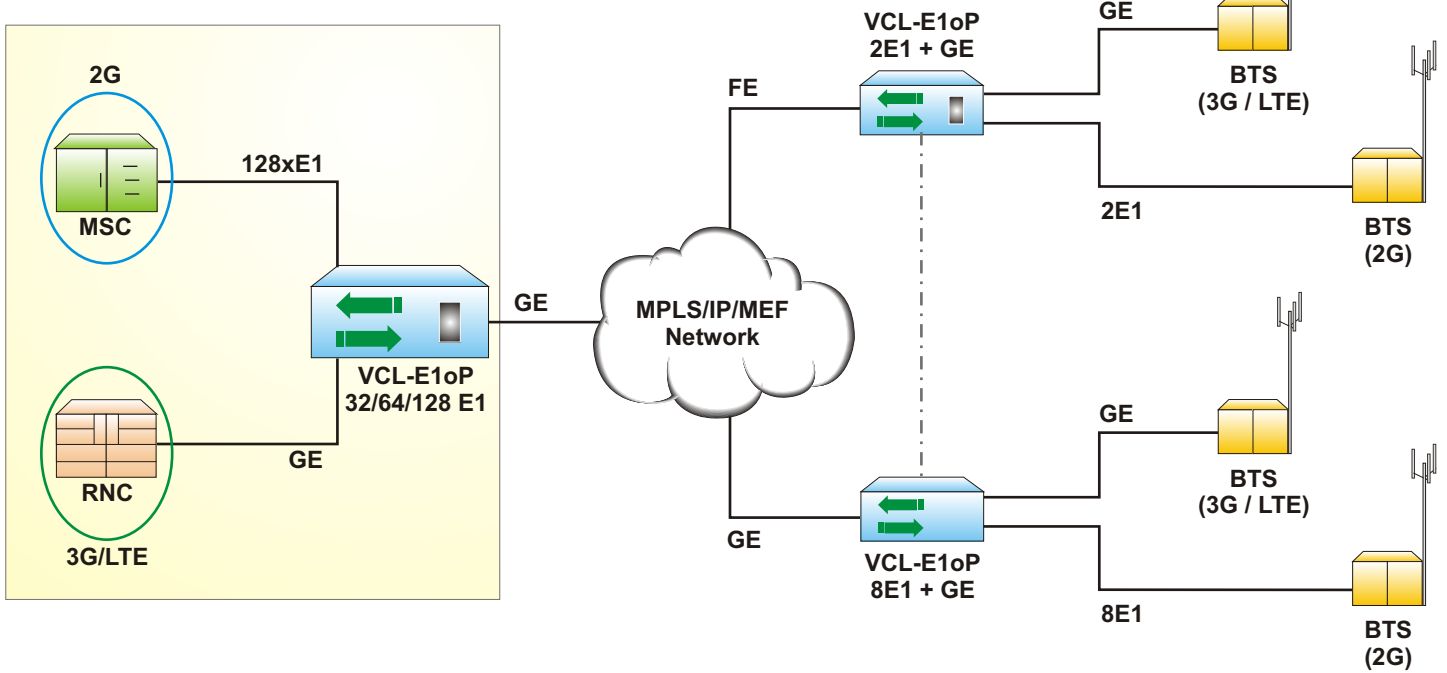 2G
MSC
128xE1
VCL-E1oP
32/64/128 E1
RNC
GE
3G/LTE
GE
MPLS/IP/MEF
Network
FE
VCL-E1oP
2E1 + GE
GE
BTS
(3G / LTE)
2E1
BTS
(2G)
GE
VCL-E1oP
8E1 + GE
GE
BTS
(3G / LTE)
8E1
BTS
(2G)